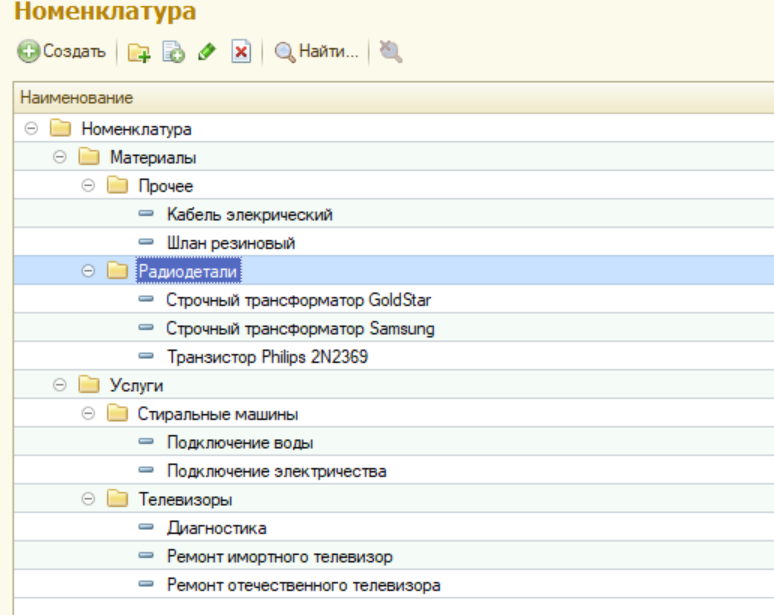 Номенклатура
Создать Найти...
Наименование
Номенклатура
Материалы
Прочее
Кабель элекрический
Шлан резиновый
Радиодетали
Строчный трансформатор GoldStar
Строчный трансформатор Samsung
Транзистор Philips 2N2369
Услуги
Стиральные машины
Подключение воды
Подключение электричества
Телевизоры
Диагностика
Ремонт имортного телевизор
Ремонт отечественного телевизора